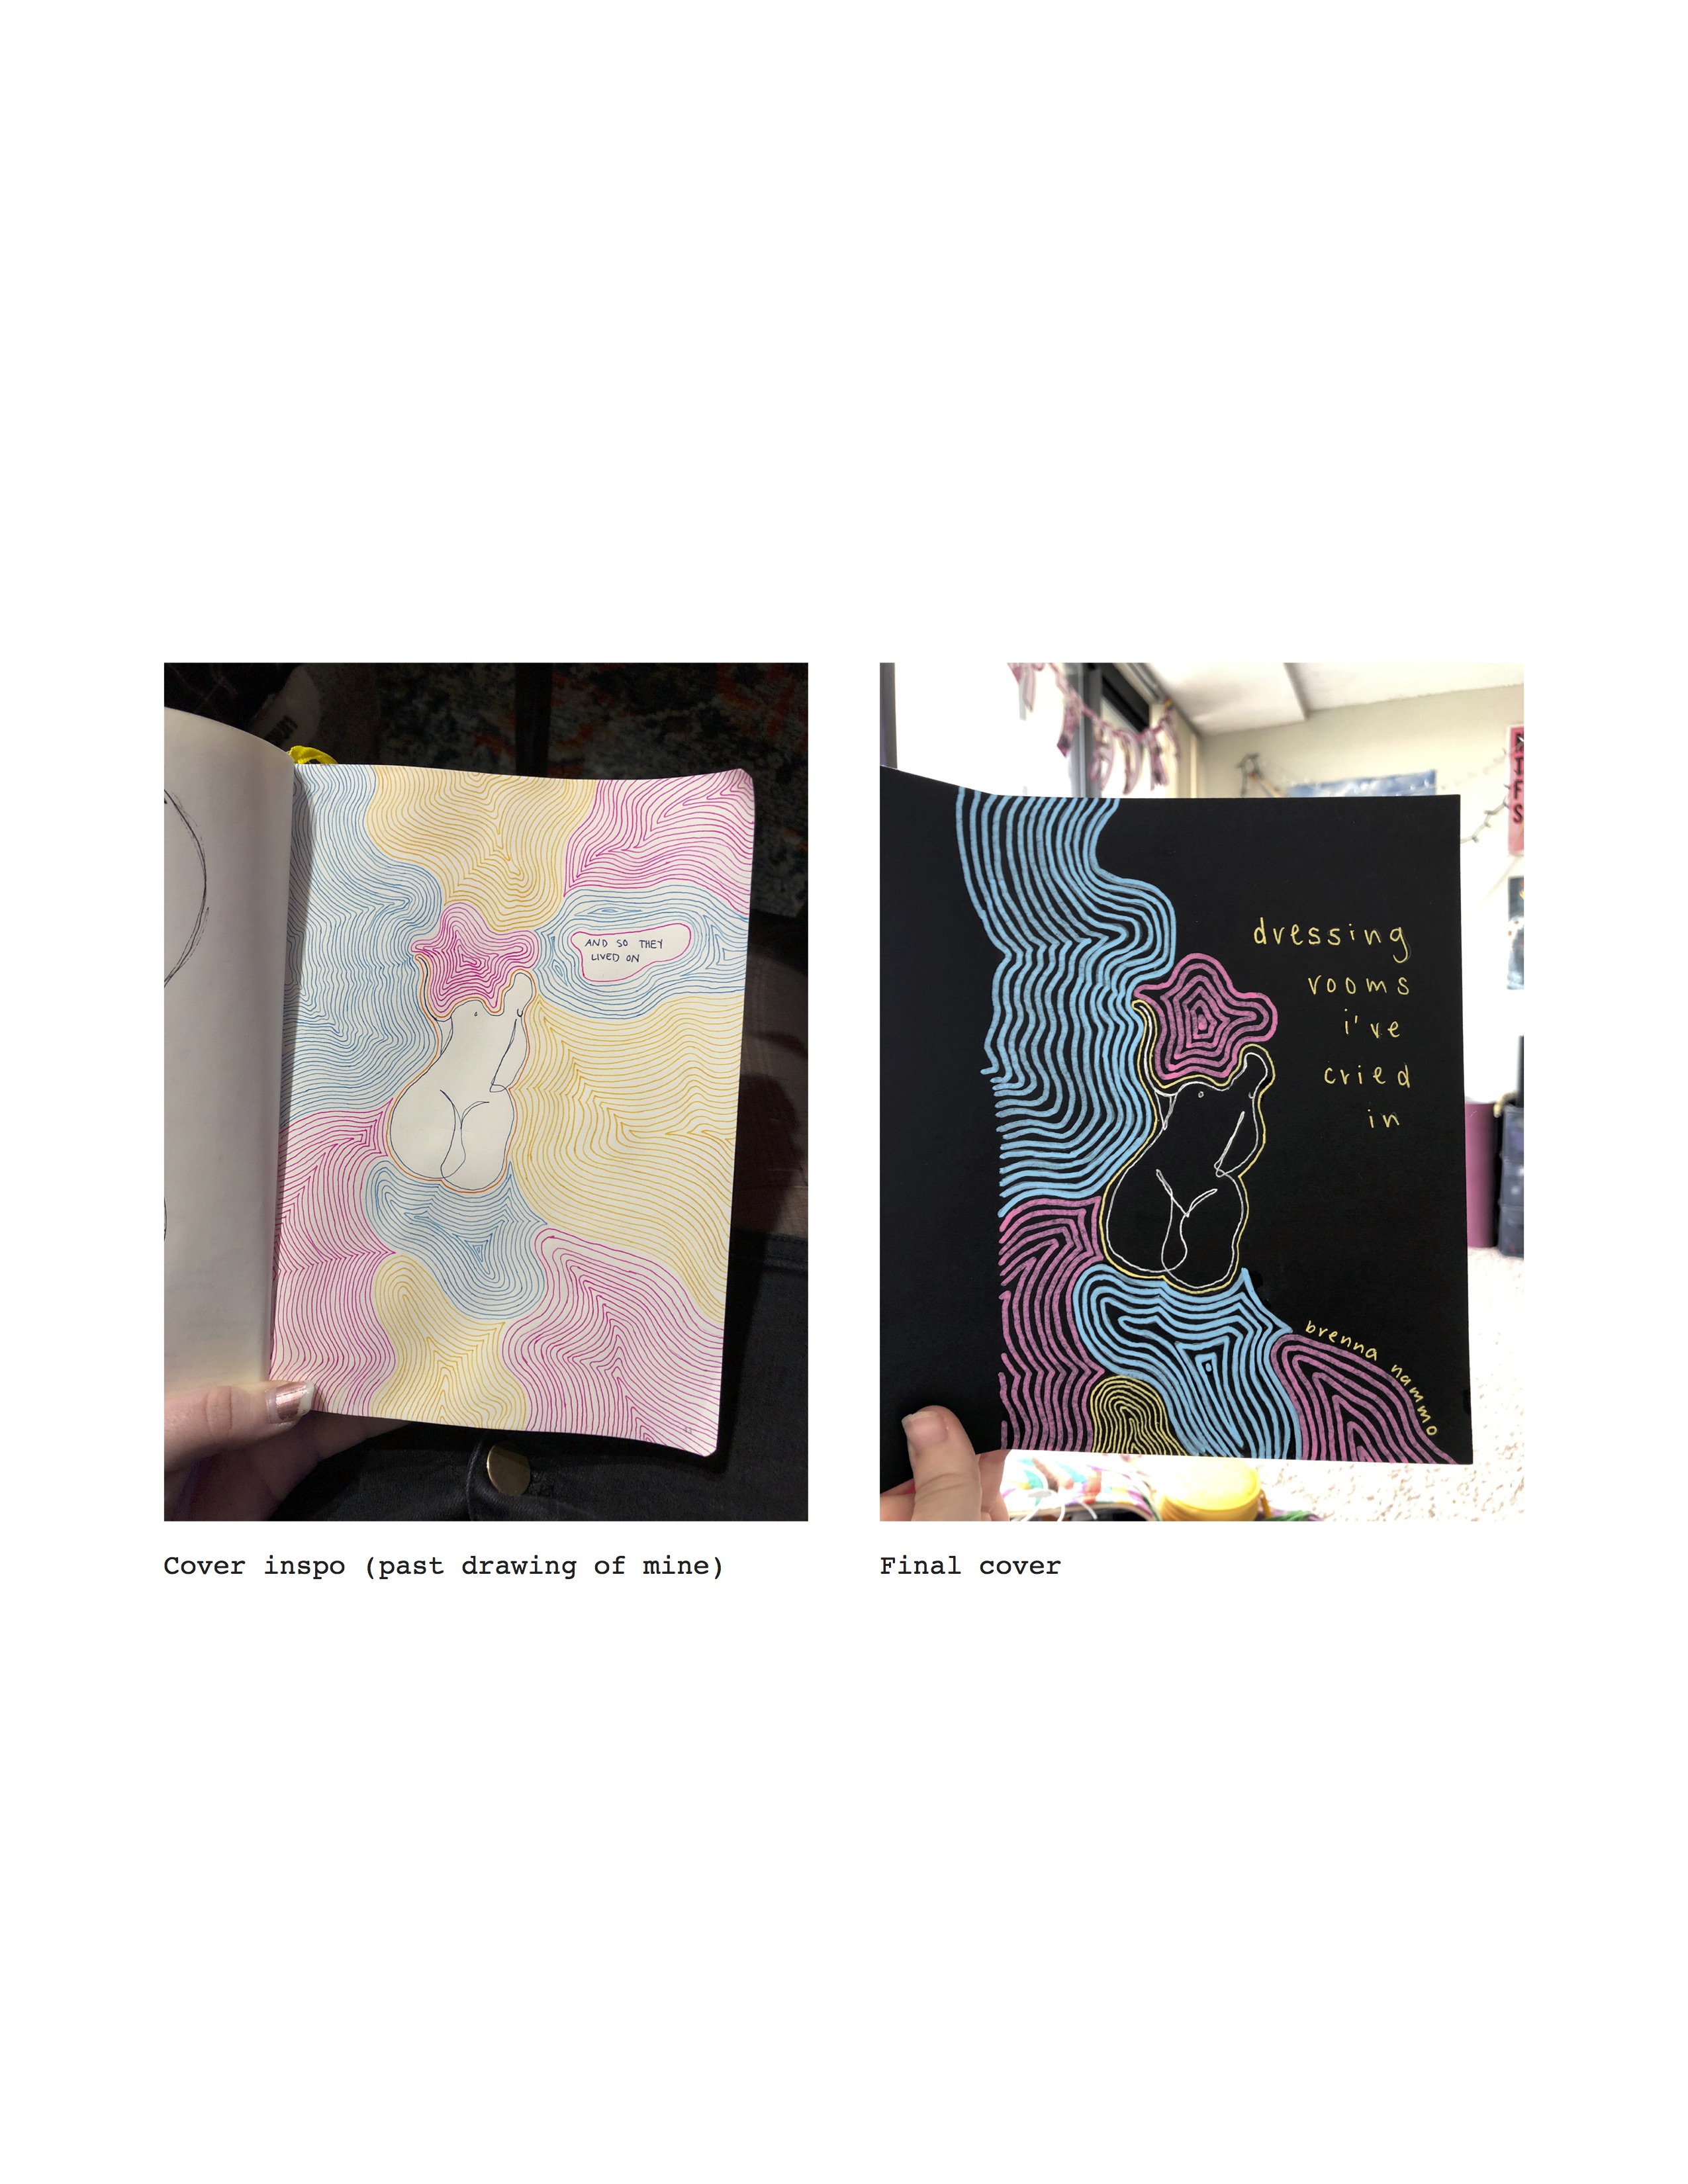 AND SO THEY
LIVED ON
Cover inspo (past drawing of mine)
dressing
rooms
i've
cried
in
brenna nammo
Final cover